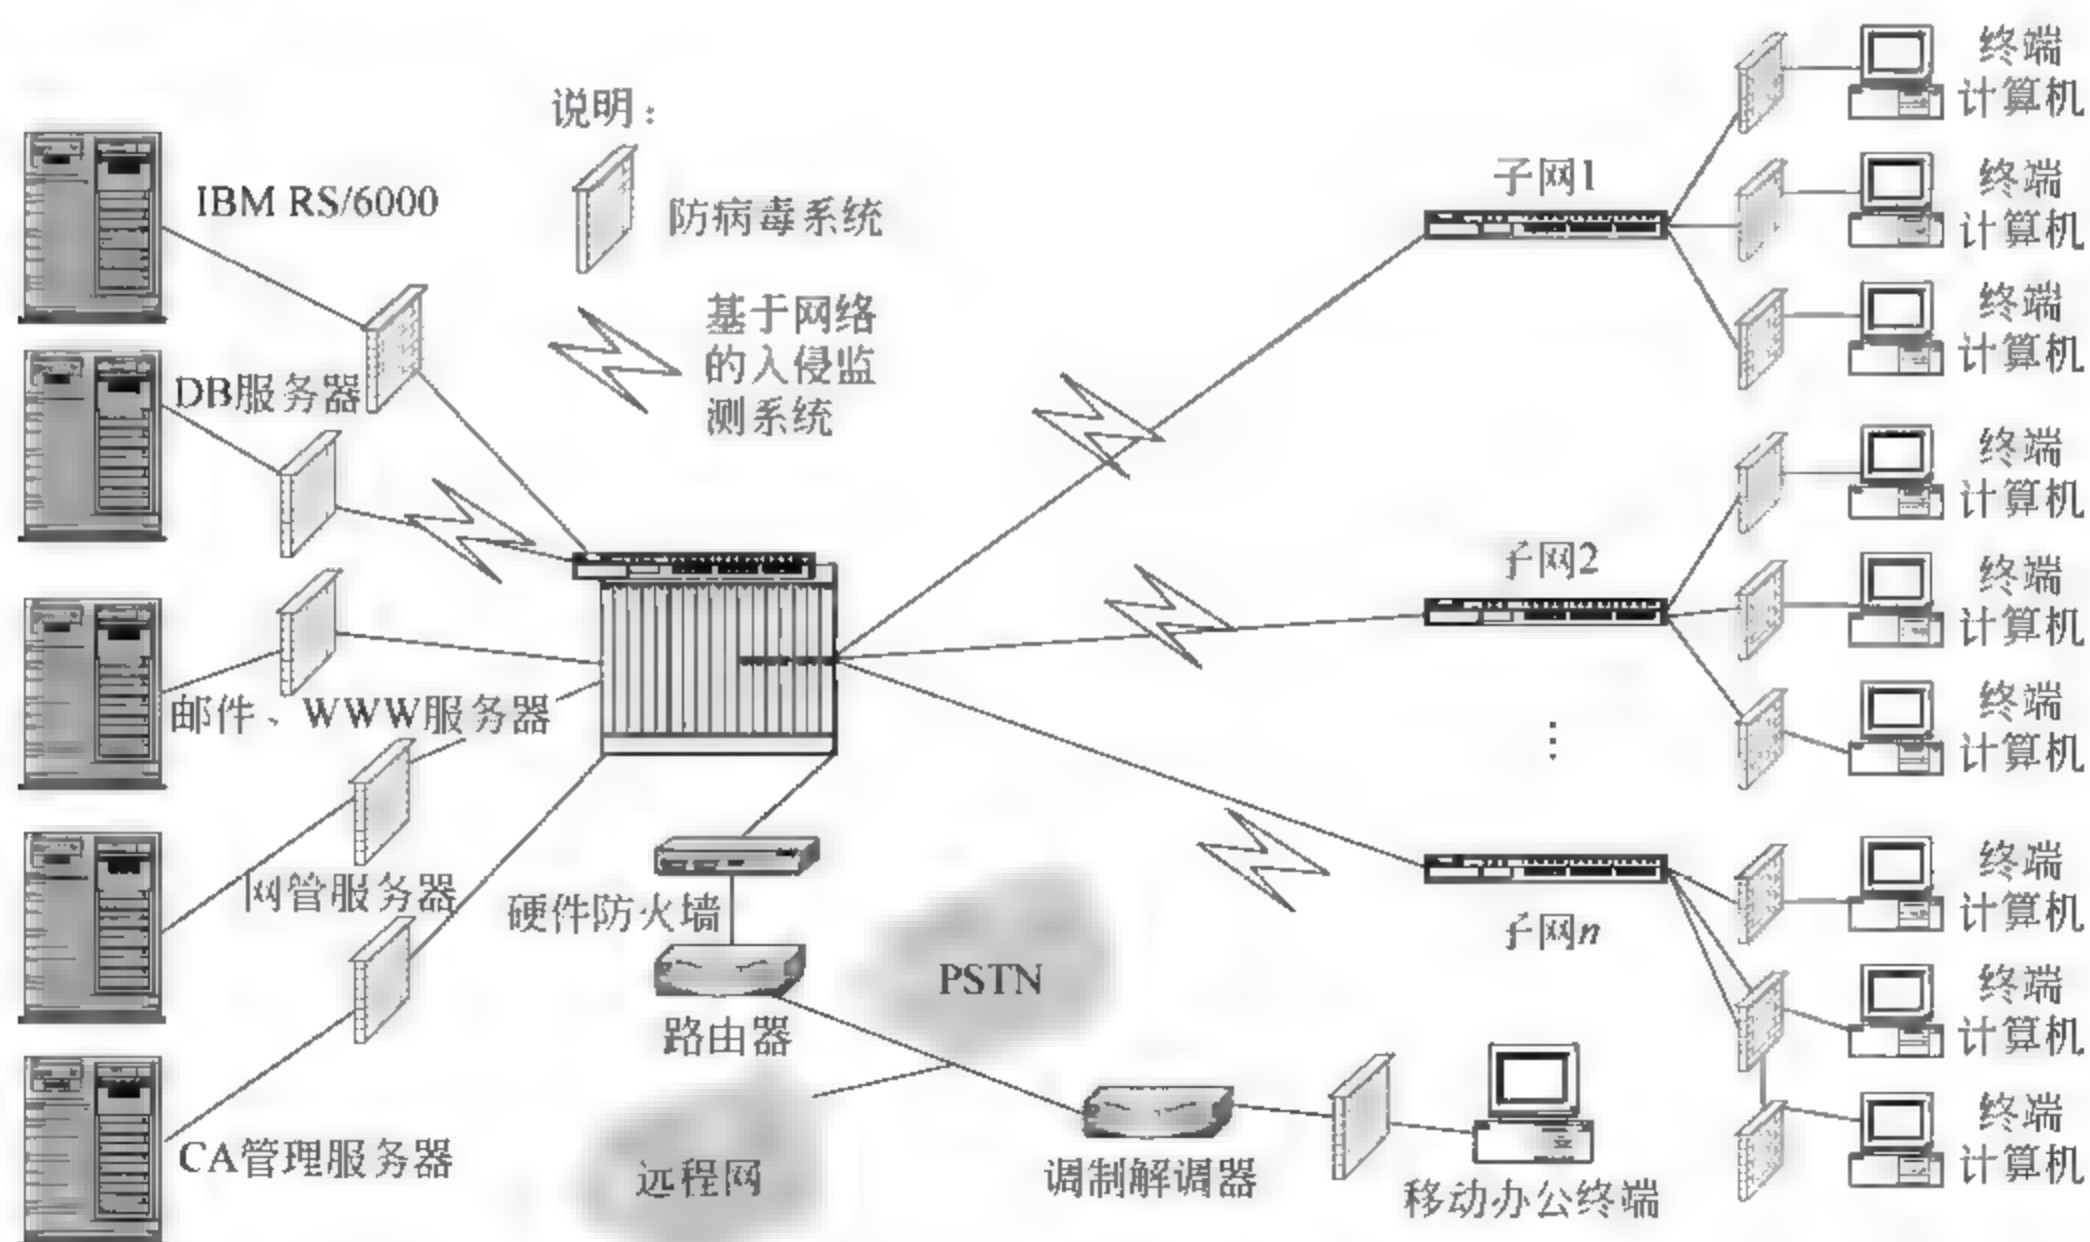 说明：
防病毒系统
基于网络
的入侵监
测系统
IBM RS/6000
DB服务器
邮件、WWW服务器
网管服务器
CA管理服务器
硬件防火墙
路由器
PSTN
远程网
调制解调器
移动办公终端
子网1
终端
计算机
终端
计算机
终端
计算机
子网2
终端
计算机
终端
计算机
终端
计算机
⋮
子网n
终端
计算机
终端
计算机
终端
计算机